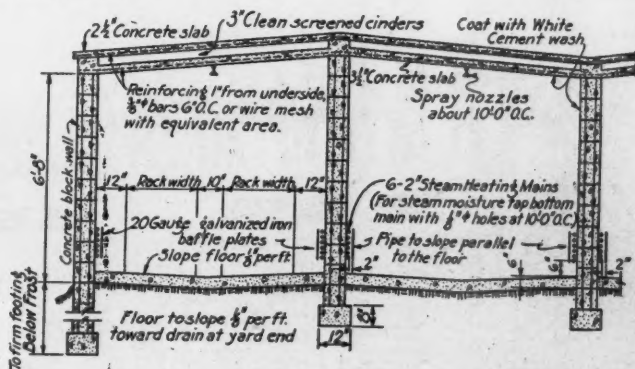 2½" Concrete slab
3" Clean screened cinders
Coat with White
Cement wash
Reinforcing 1" from underside,
⅜"ᶲ bars 6" O.C. or wire mesh
with equivalent area.
3½" Concrete slab
Spray nozzles
about 10'-0" O.C.
6'-8"
Concrete block wall
12" Rack width 10" Rack width 12"
6-2" Steam Heating Mains
(For steam moisture tap bottom
main with ⅛"ᶲ holes at 10'-0" O.C.)
20 Gauge galvanized iron
baffle plates
Slope floor ⅛" per ft.
Pipe to slope parallel
to the floor
2"
6"
6"
2"
To firm footing
Below Frost
Floor to slope ⅛" per ft.
toward drain at yard end
8"
12"